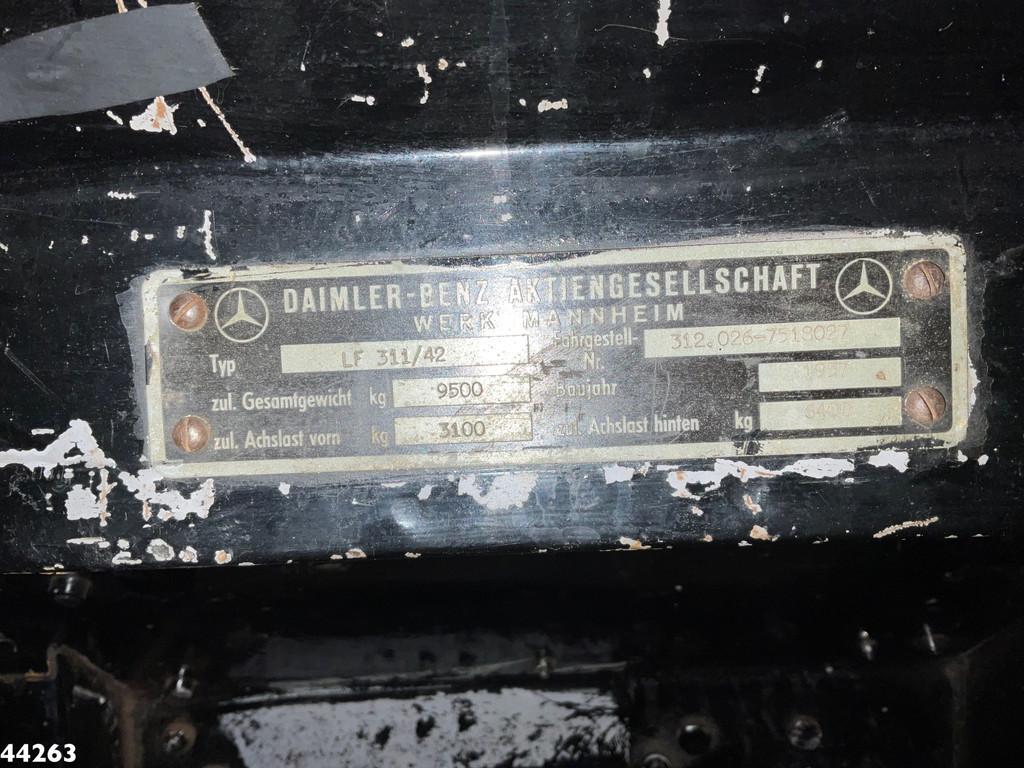 DAIMLER-BENZ AKTIENGESELLSCHAFT
WERK MANNHEIM
Typ LF 311/42 Fahrgestell-Nr. 312.026-7518027
zul. Gesamtgewicht kg 9500 Baujahr 1957
zul. Achslast vorn kg 3100 zul. Achslast hinten kg
44263